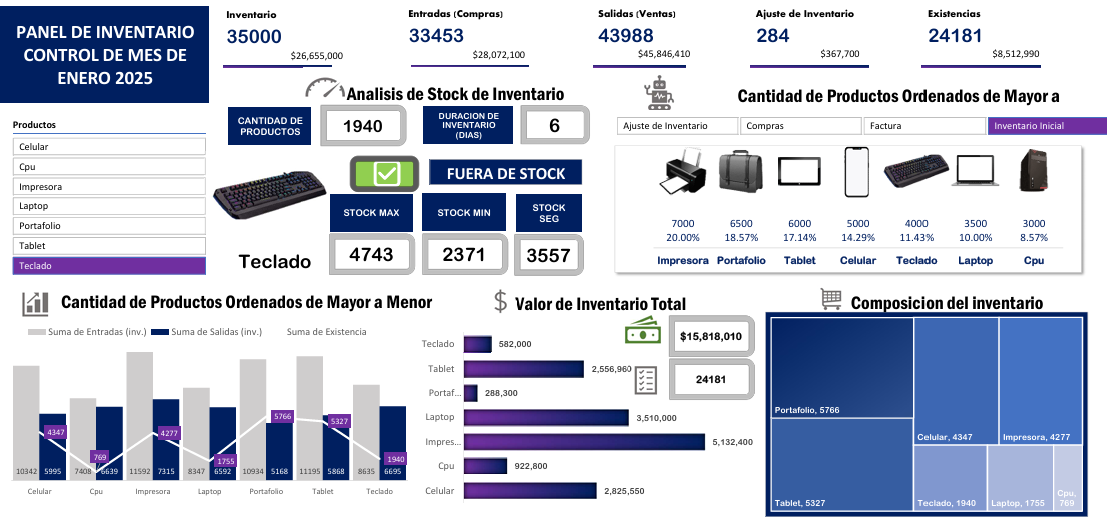 PANEL DE INVENTARIO
CONTROL DE MES DE
ENERO 2025
Inventario
35000
$26,655,000
Entradas (Compras)
33453
$28,072,100
Salidas (Ventas)
43988
$45,846,410
Ajuste de Inventario
284
$367,700
Existencias
24181
$8,512,990
Productos
Celular
Cpu
Impresora
Laptop
Portafolio
Tablet
Teclado
Analisis de Stock de Inventario
CANTIDAD DE
PRODUCTOS
1940
DURACION DE
INVENTARIO
(DIAS)
6
FUERA DE STOCK
STOCK MAX
STOCK MIN
STOCK
SEG
4743
2371
3557
Teclado
Cantidad de Productos Ordenados de Mayor a
Ajuste de Inventario
Compras
Factura
Inventario Inicial
7000 6500 6000 5000 4000 3500 3000
20.00% 18.57% 17.14% 14.29% 11.43% 10.00% 8.57%
Impresora Portafolio Tablet Celular Teclado Laptop Cpu
Cantidad de Productos Ordenados de Mayor a Menor
Suma de Entradas (inv.) Suma de Salidas (inv.) Suma de Existencia
4347 769 4277 1755 5766 5327 1940
10342 5995 7408 6639 11592 7315 8347 6592 10934 5168 11195 5868 8635 6695
Celular Cpu Impresora Laptop Portafolio Tablet Teclado
$ Valor de Inventario Total
$15,818,010
24181
Teclado 582,000
Tablet 2,556,960
Portaf... 288,300
Laptop 3,510,000
Impres... 5,132,400
Cpu 922,800
Celular 2,825,550
Composicion del inventario
Portafolio, 5766
Celular, 4347
Impresora, 4277
Tablet, 5327
Teclado, 1940
Laptop, 1755
Cpu,
769